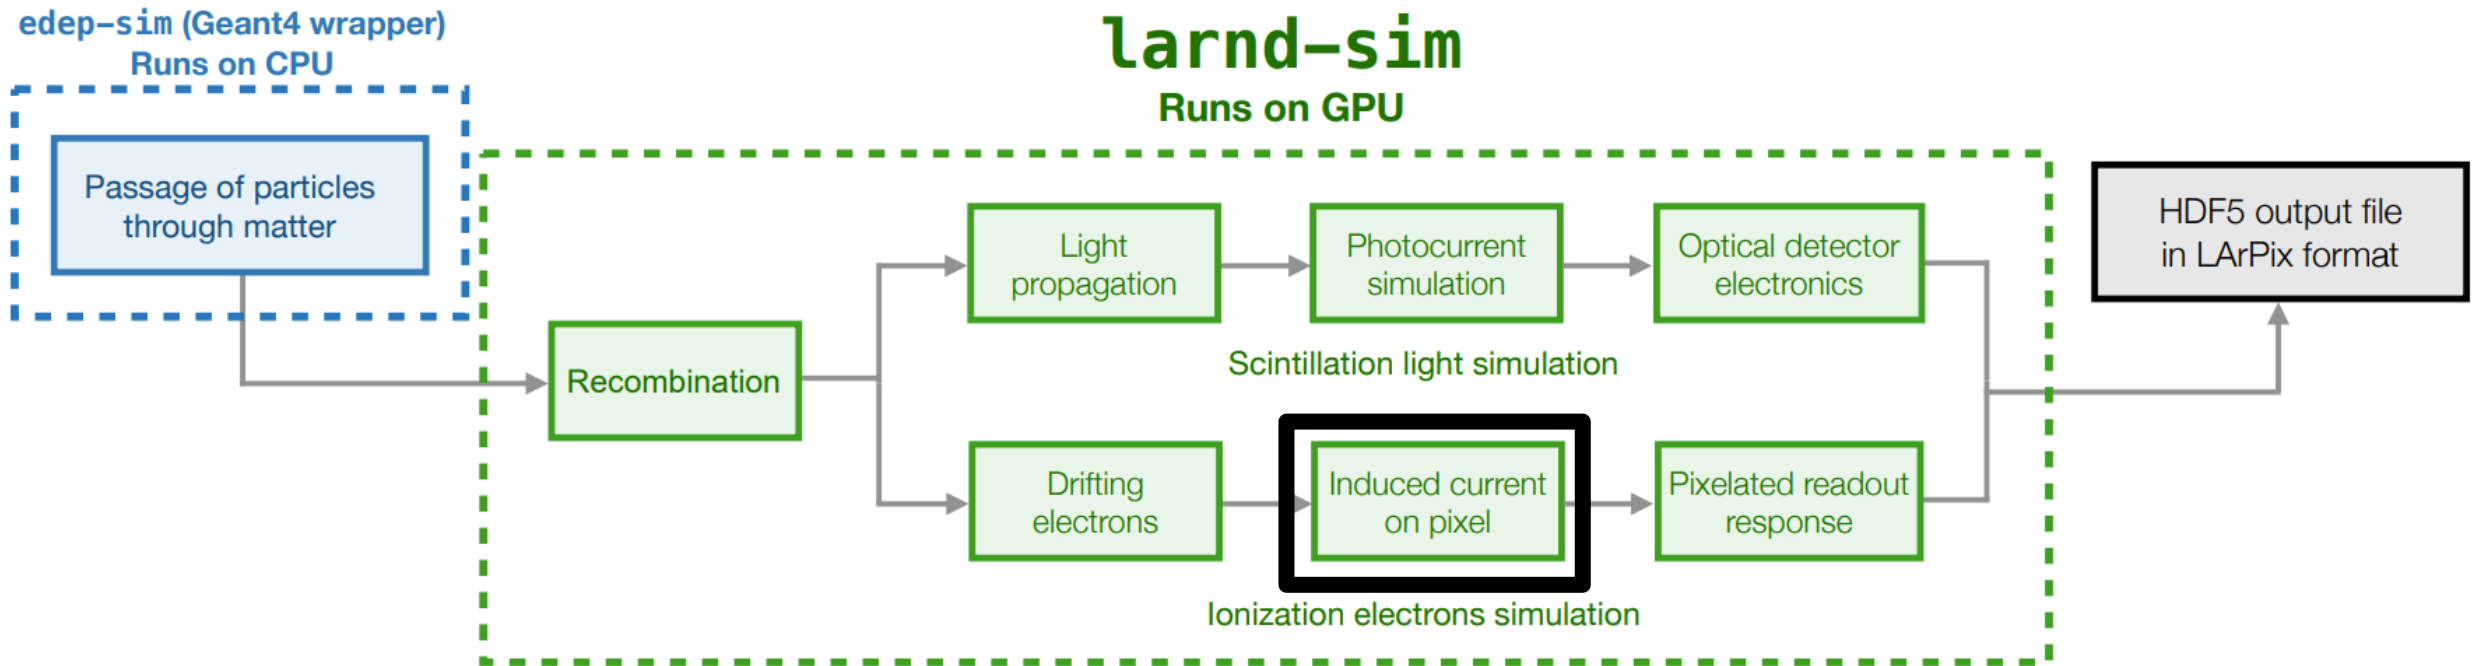 edep-sim (Geant4 wrapper)
Runs on CPU
larnd-sim
Runs on GPU
Passage of particles
through matter
Recombination
Light
propagation
Photocurrent
simulation
Optical detector
electronics
Scintillation light simulation
Drifting
electrons
Induced current
on pixel
Pixelated readout
response
Ionization electrons simulation
HDF5 output file
in LArPix format